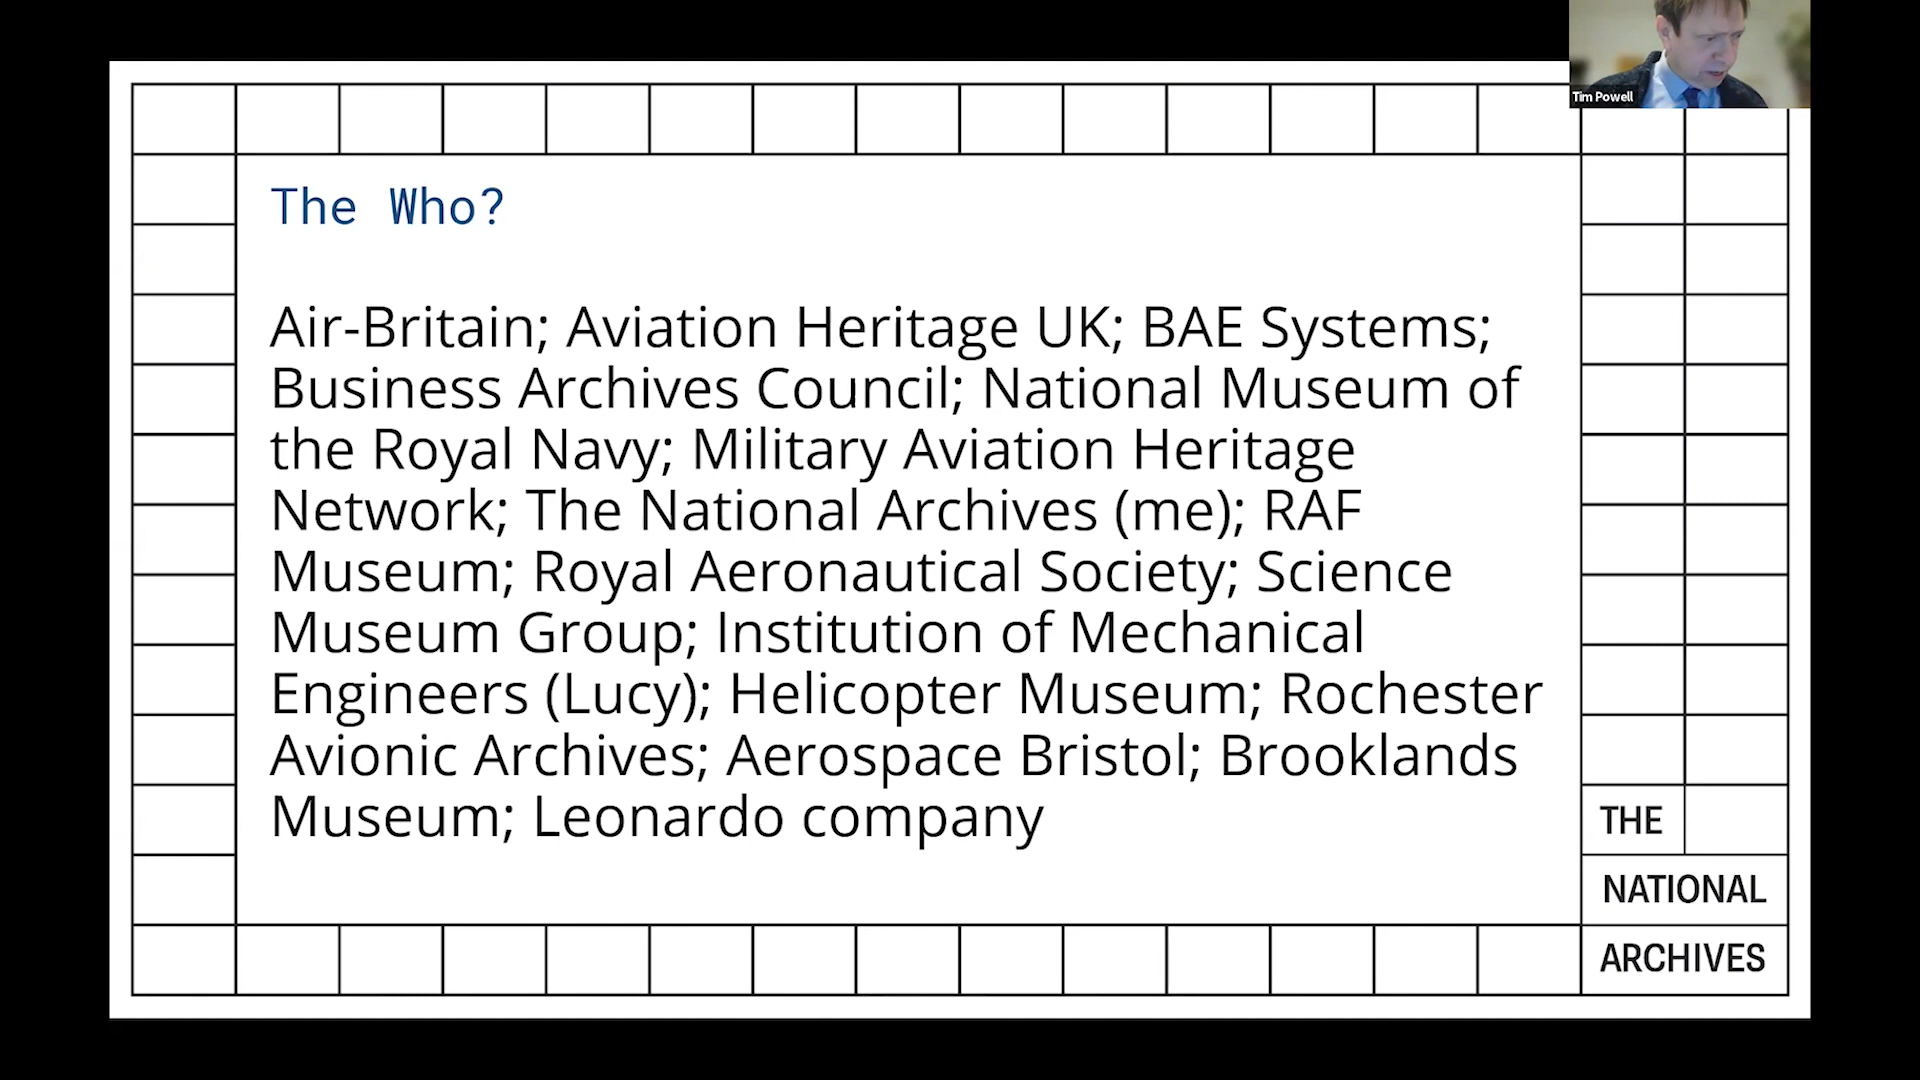 Tim Powell
The Who?
Air-Britain; Aviation Heritage UK; BAE Systems;
Business Archives Council; National Museum of
the Royal Navy; Military Aviation Heritage
Network; The National Archives (me); RAF
Museum; Royal Aeronautical Society; Science
Museum Group; Institution of Mechanical
Engineers (Lucy); Helicopter Museum; Rochester
Avionic Archives; Aerospace Bristol; Brooklands
Museum; Leonardo company
THE
NATIONAL
ARCHIVES